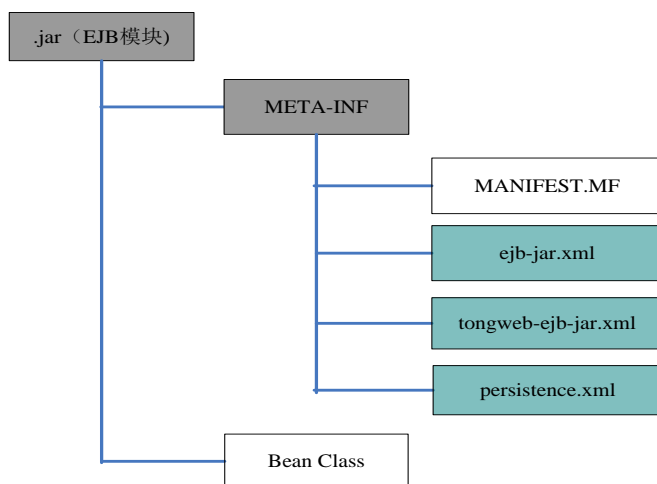 .jar（EJB模块)
META-INF
MANIFEST.MF
ejb-jar.xml
tongweb-ejb-jar.xml
persistence.xml
Bean Class